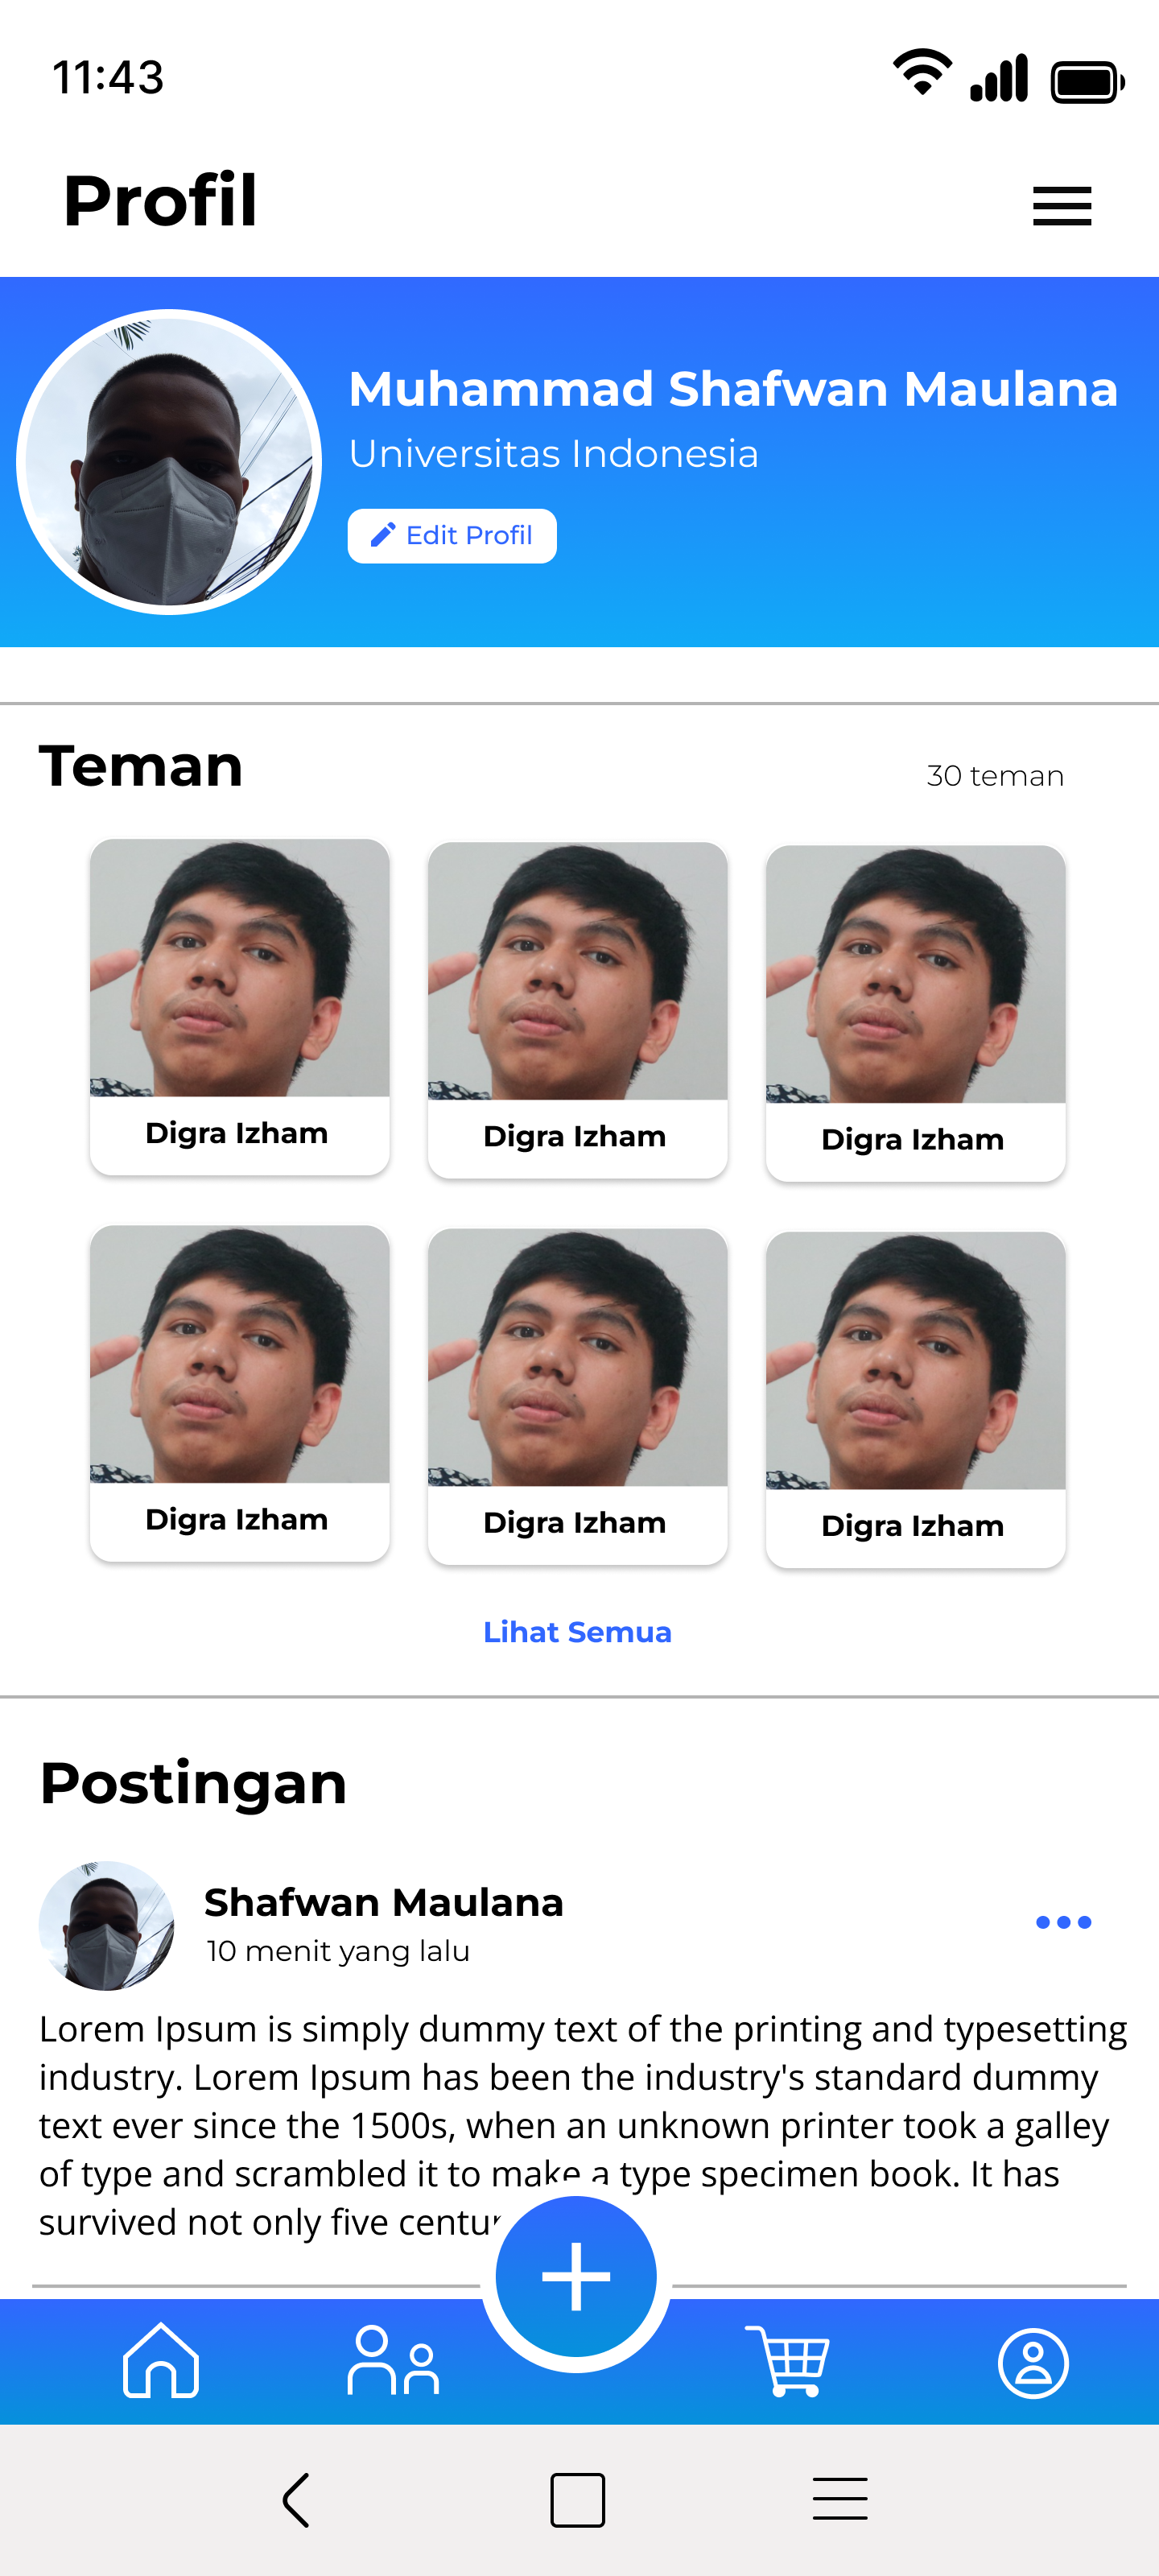 11:43
Profil
Muhammad Shafwan Maulana
Universitas Indonesia
Edit Profil
Teman
30 teman
Digra Izham
Digra Izham
Digra Izham
Digra Izham
Digra Izham
Digra Izham
Lihat Semua
Postingan
Shafwan Maulana
10 menit yang lalu
Lorem Ipsum is simply dummy text of the printing and typesetting
industry. Lorem Ipsum has been the industry's standard dummy
text ever since the 1500s, when an unknown printer took a galley
of type and scrambled it to make a type specimen book. It has
survived not only five centur